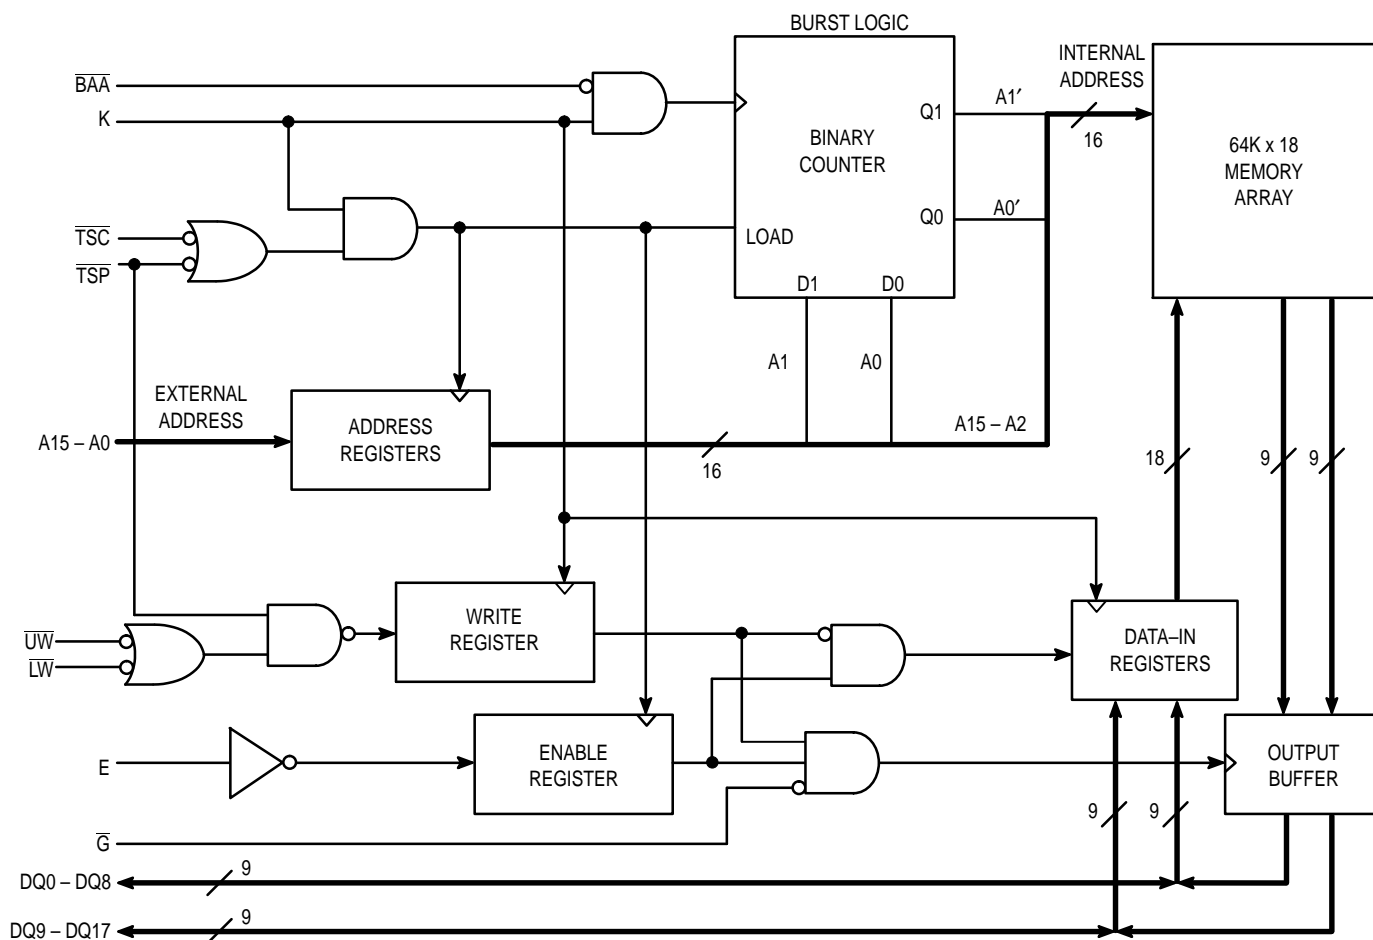 BURST LOGIC
BAA
K
TSC
TSP
BINARY
COUNTER
Q1
Q0
LOAD
D1
D0
A1′
A0′
INTERNAL
ADDRESS
16
64K x 18
MEMORY
ARRAY
A1
A0
EXTERNAL
ADDRESS
A15 – A0
ADDRESS
REGISTERS
16
A15 – A2
18
9
9
UW
LW
WRITE
REGISTER
DATA–IN
REGISTERS
E
ENABLE
REGISTER
OUTPUT
BUFFER
G
9
9
DQ0 – DQ8
9
DQ9 – DQ17
9